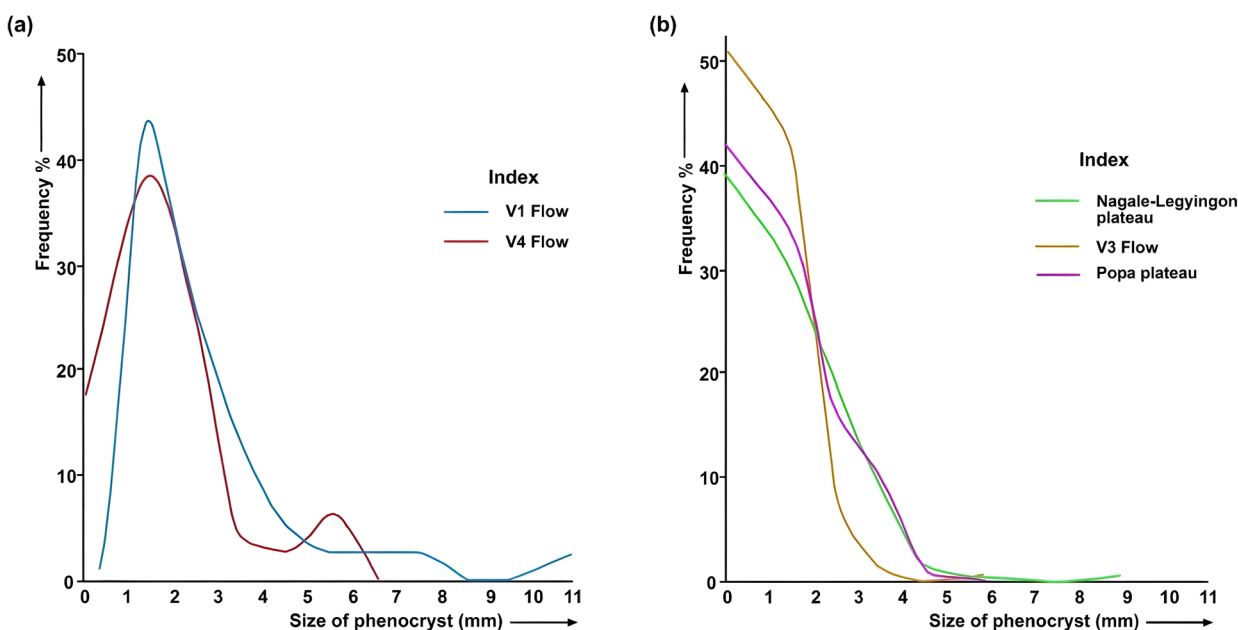 (a)
50
40
30
20
10
0
Frequency %
0 1 2 3 4 5 6 7 8 9 10 11
Size of phenocryst (mm)
Index
V1 Flow
V4 Flow
(b)
50
40
30
20
10
0
Frequency %
0 1 2 3 4 5 6 7 8 9 10 11
Size of phenocryst (mm)
Index
Nagale-Legyingon
plateau
V3 Flow
Popa plateau